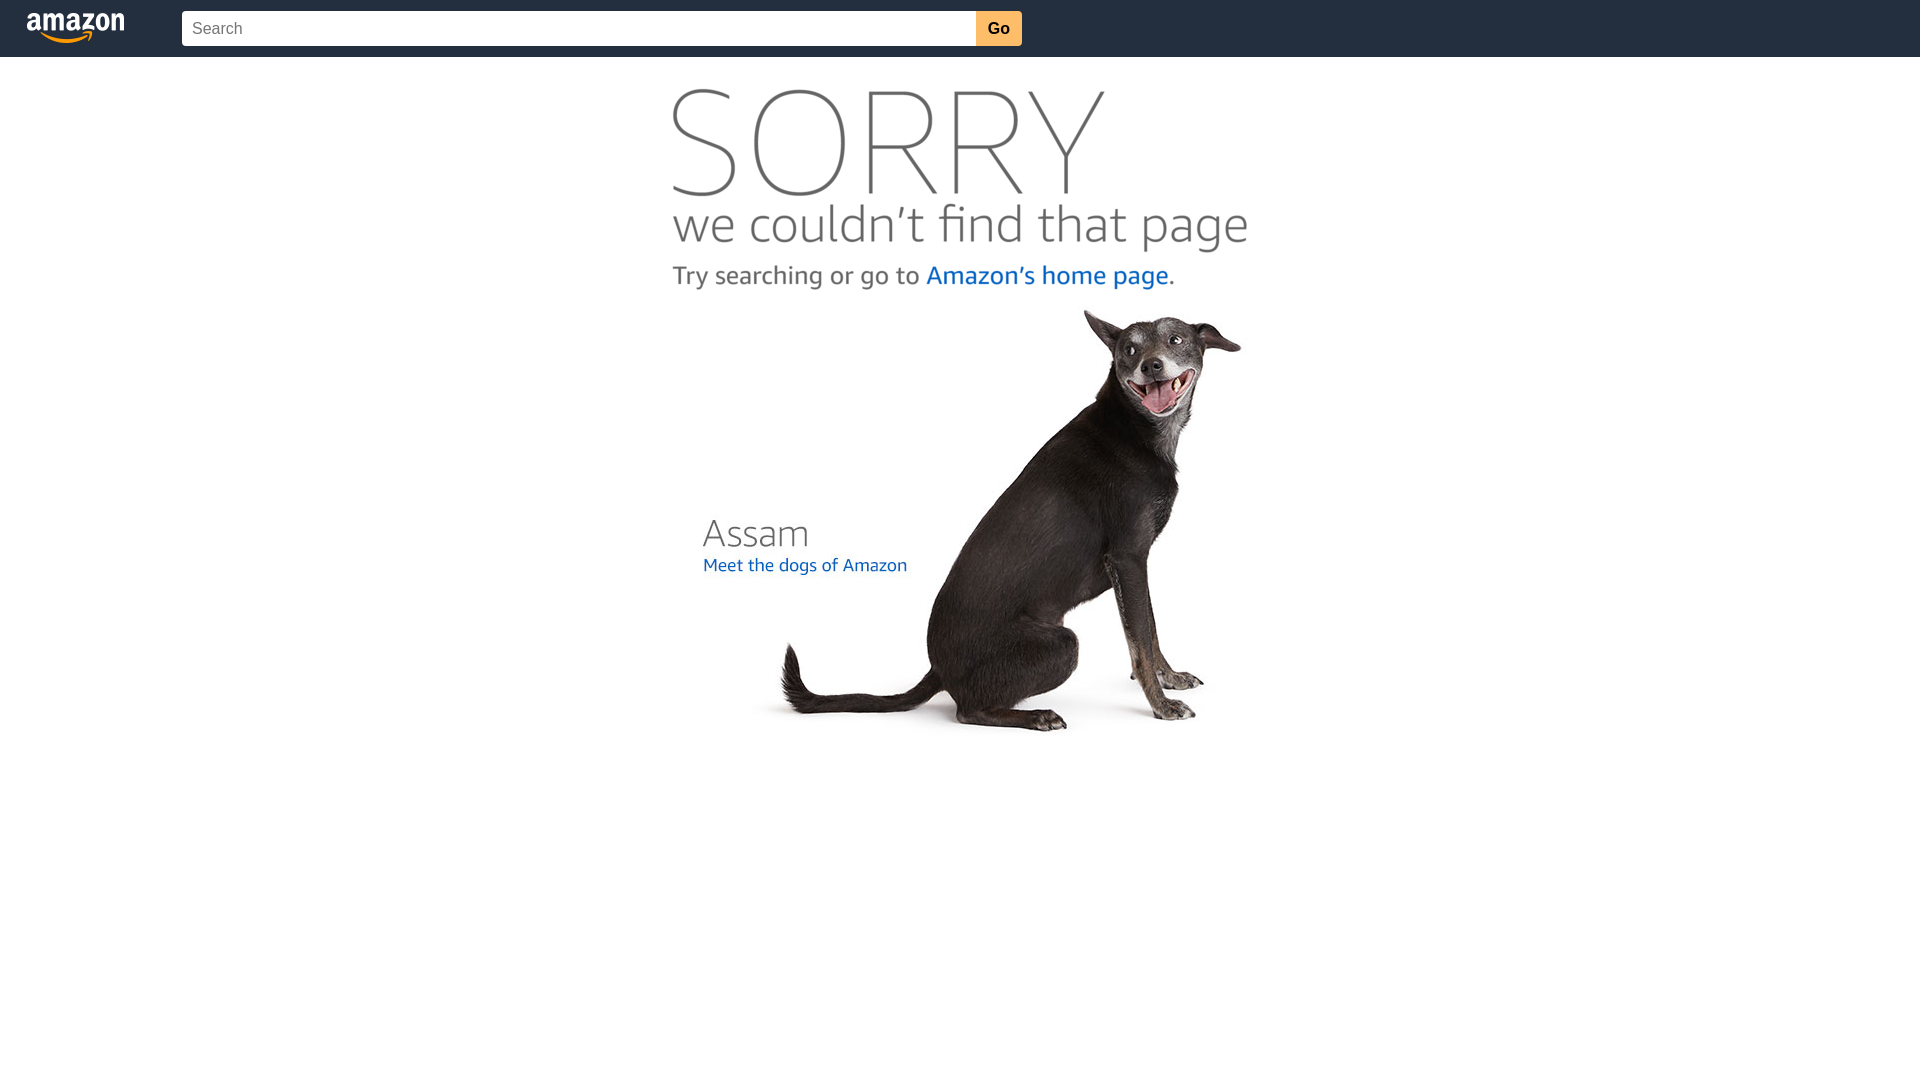 amazon
Search
Go
SORRY
we couldn't find that page
Try searching or go to Amazon's home page.
Assam
Meet the dogs of Amazon